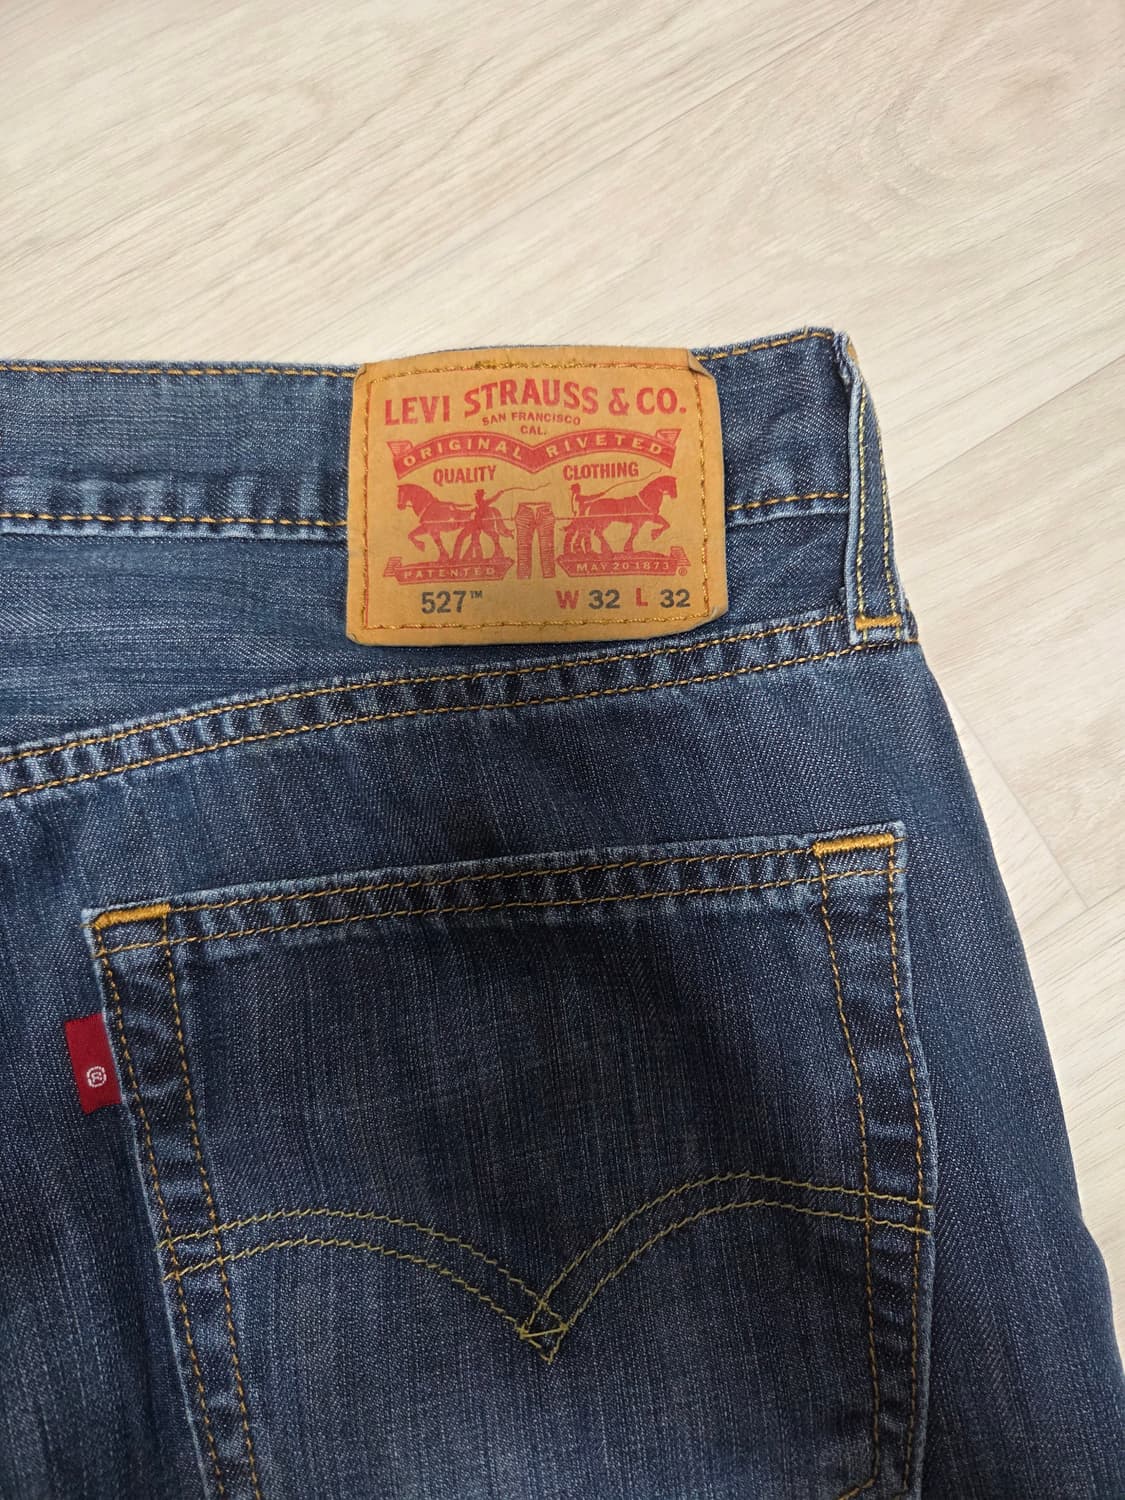 LEVI STRAUSS & CO.
SAN FRANCISCO
CAL.
ORIGINAL RIVETED
QUALITY CLOTHING
PATENTED MAY 20 1873 ®
527™ W 32 L 32
®